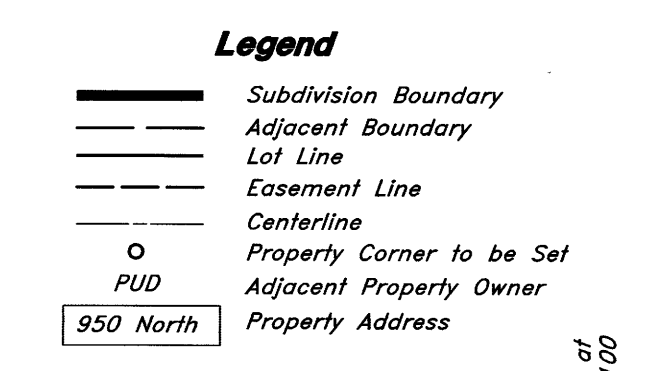 Legend
Subdivision Boundary
Adjacent Boundary
Lot Line
Easement Line
Centerline
Property Corner to be Set
PUD Adjacent Property Owner
950 North Property Address
at